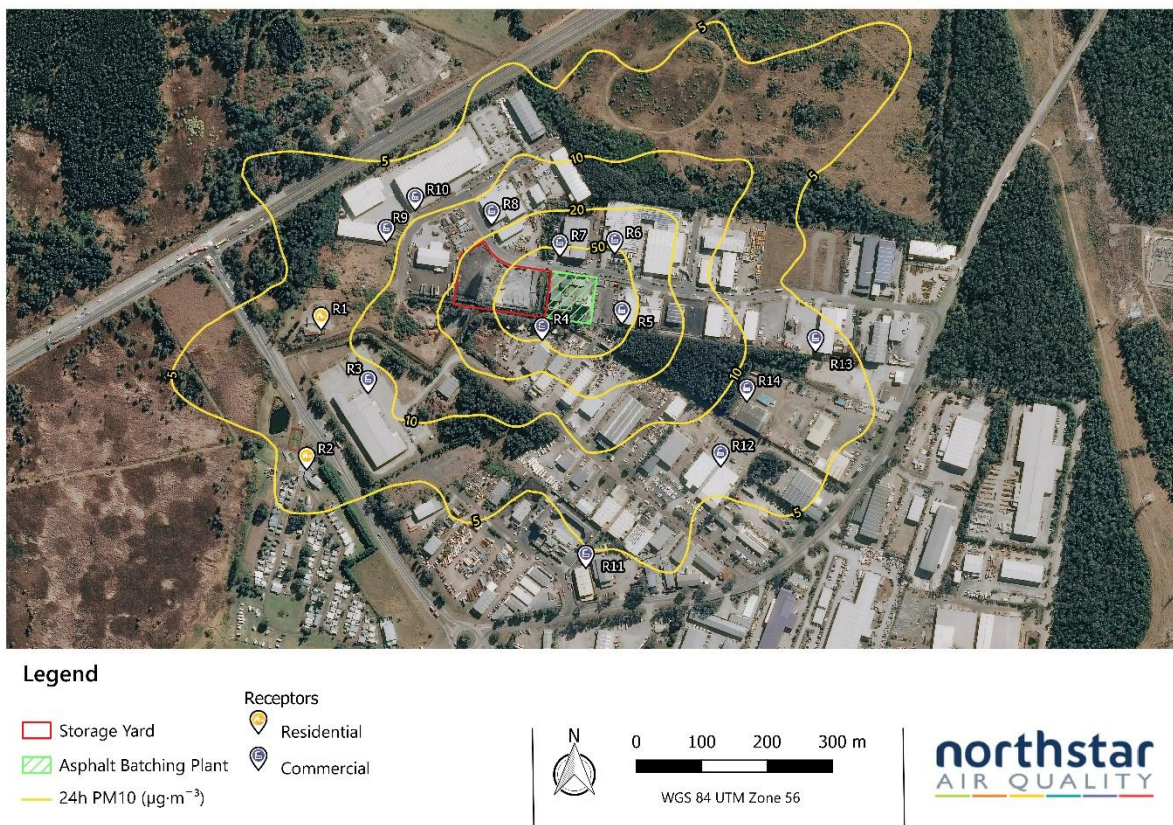 5
5
10
5
R10
R8
20
R9
R7
R6
50
R1
R4
R5
5
R3
R13
10
R14
10
R2
R12
5
5
R11
Legend
Storage Yard
Asphalt Batching Plant
24h PM10 (µg·m⁻³)
Receptors
Residential
Commercial
N
0 100 200 300 m
WGS 84 UTM Zone 56
northstar
AIR QUALITY